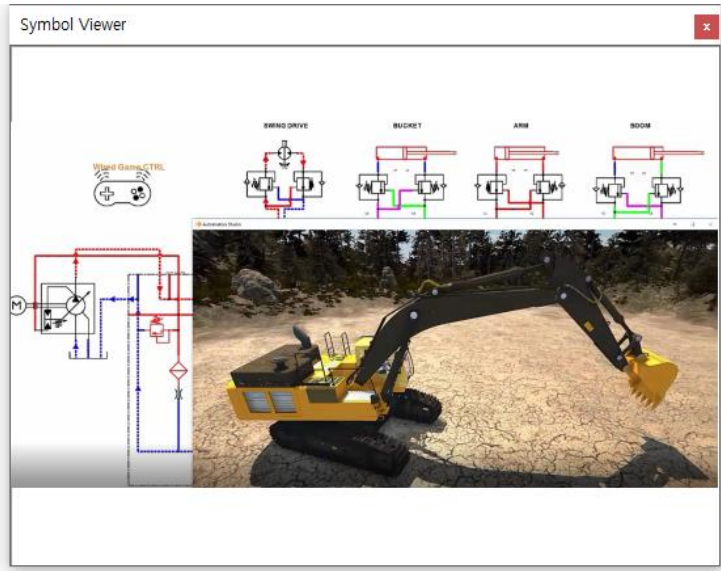 Symbol Viewer
x
SWING DRIVE
BUCKET
ARM
BOOM
Wired Game CTRL
Automation Studio
M